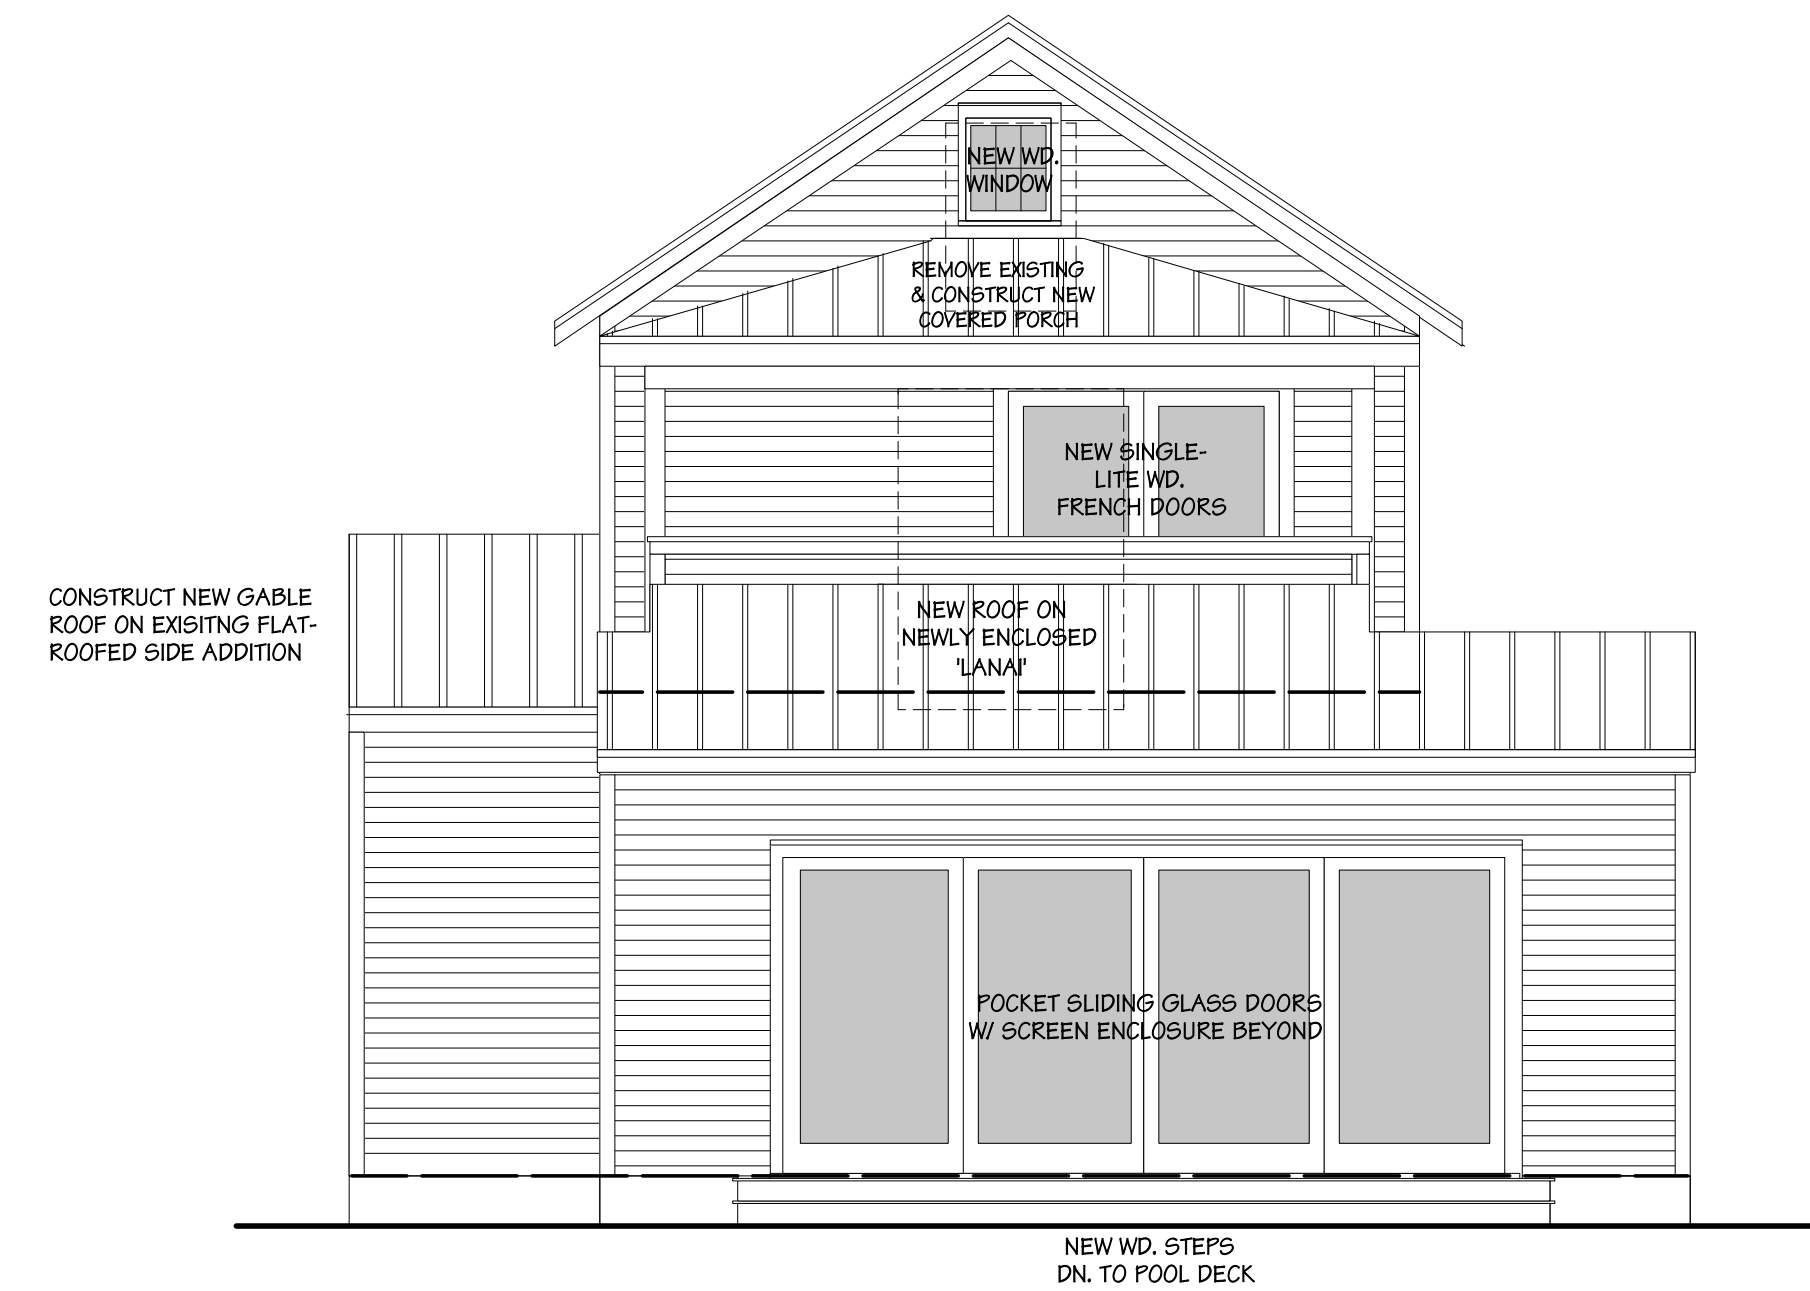 NEW WD.
WINDOW
REMOVE EXISTING
& CONSTRUCT NEW
COVERED PORCH
NEW SINGLE-
LITE WD.
FRENCH DOORS
CONSTRUCT NEW GABLE
ROOF ON EXISITNG FLAT-
ROOFED SIDE ADDITION
NEW ROOF ON
NEWLY ENCLOSED
'LANAI'
POCKET SLIDING GLASS DOORS
W/ SCREEN ENCLOSURE BEYOND
NEW WD. STEPS
DN. TO POOL DECK